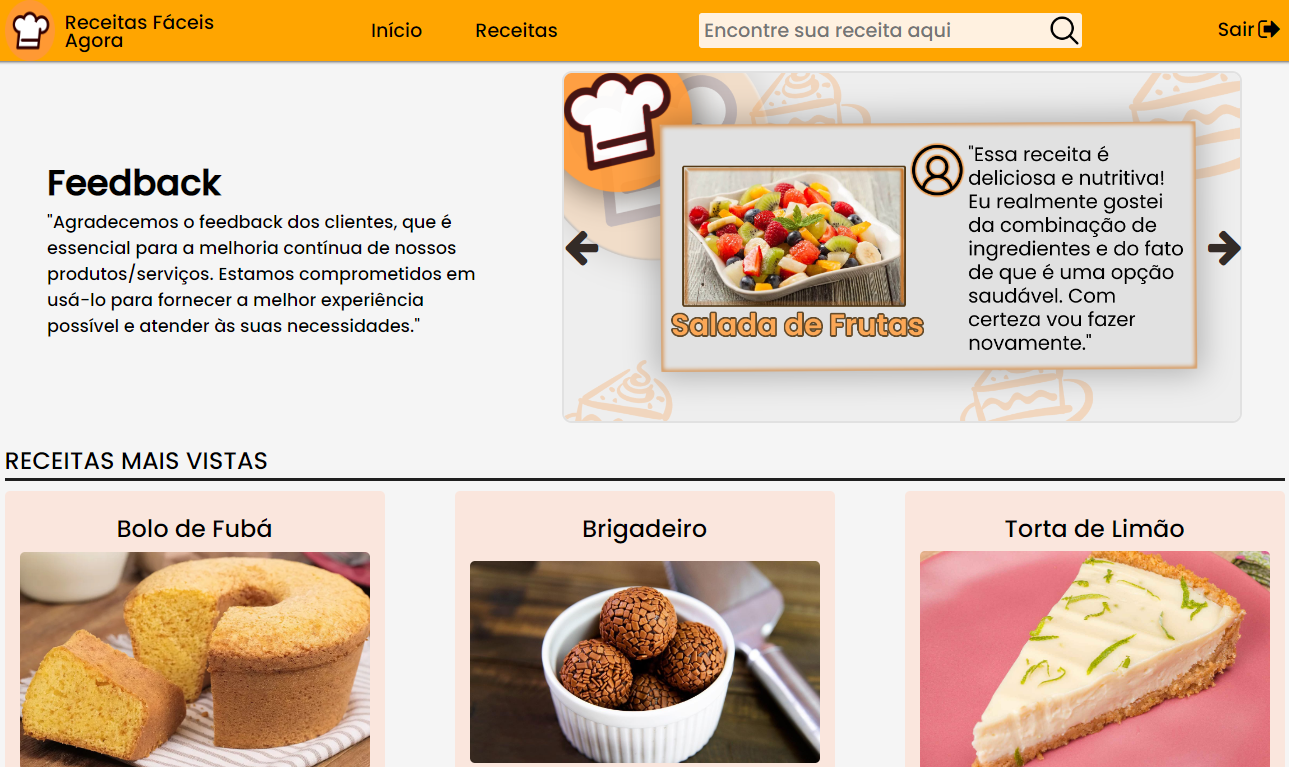 Receitas Fáceis
Agora
Início
Receitas
Encontre sua receita aqui
Sair
Feedback
"Agradecemos o feedback dos clientes, que é
essencial para a melhoria contínua de nossos
produtos/serviços. Estamos comprometidos em
usá-lo para fornecer a melhor experiência
possível e atender às suas necessidades."
Salada de Frutas
"Essa receita é
deliciosa e nutritiva!
Eu realmente gostei
da combinação de
ingredientes e do fato
de que é uma opção
saudável. Com
certeza vou fazer
novamente."
RECEITAS MAIS VISTAS
Bolo de Fubá
Brigadeiro
Torta de Limão